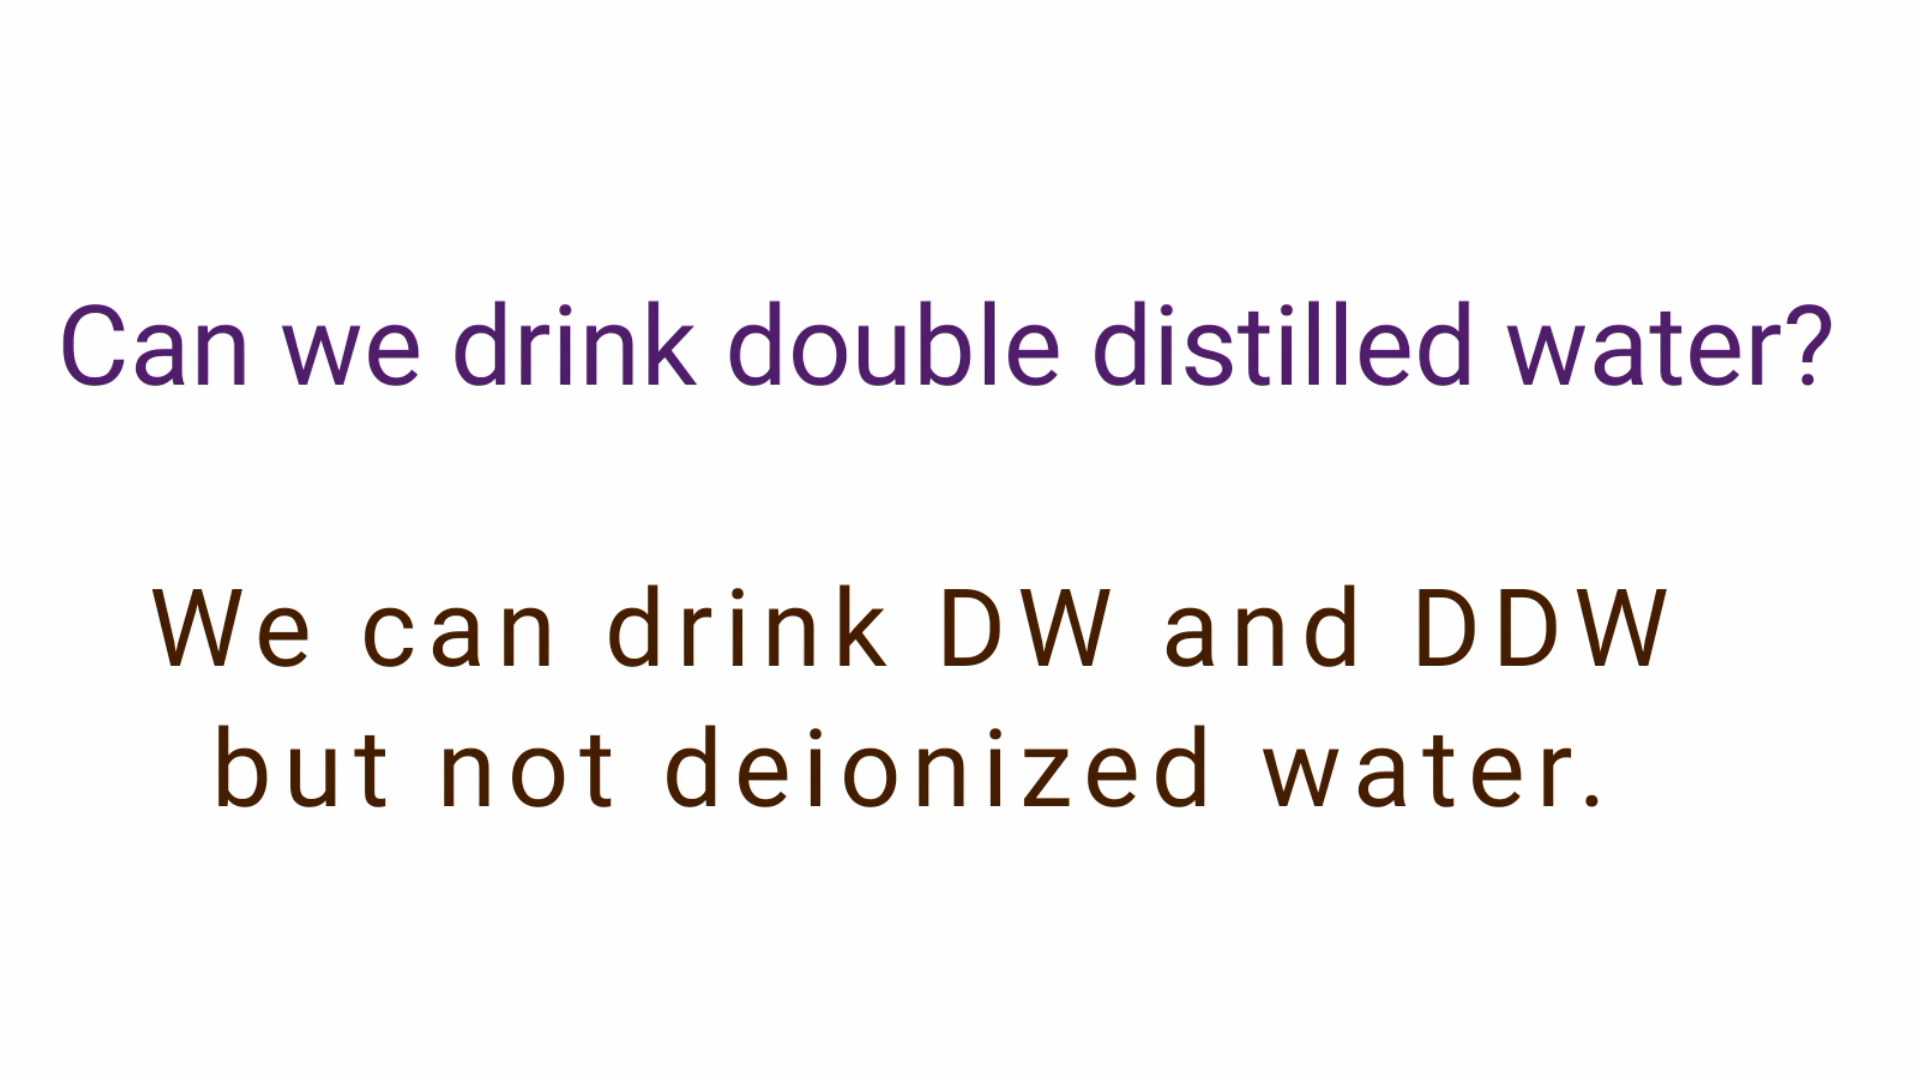 Can we drink double distilled water?
We can drink DW and DDW
but not deionized water.